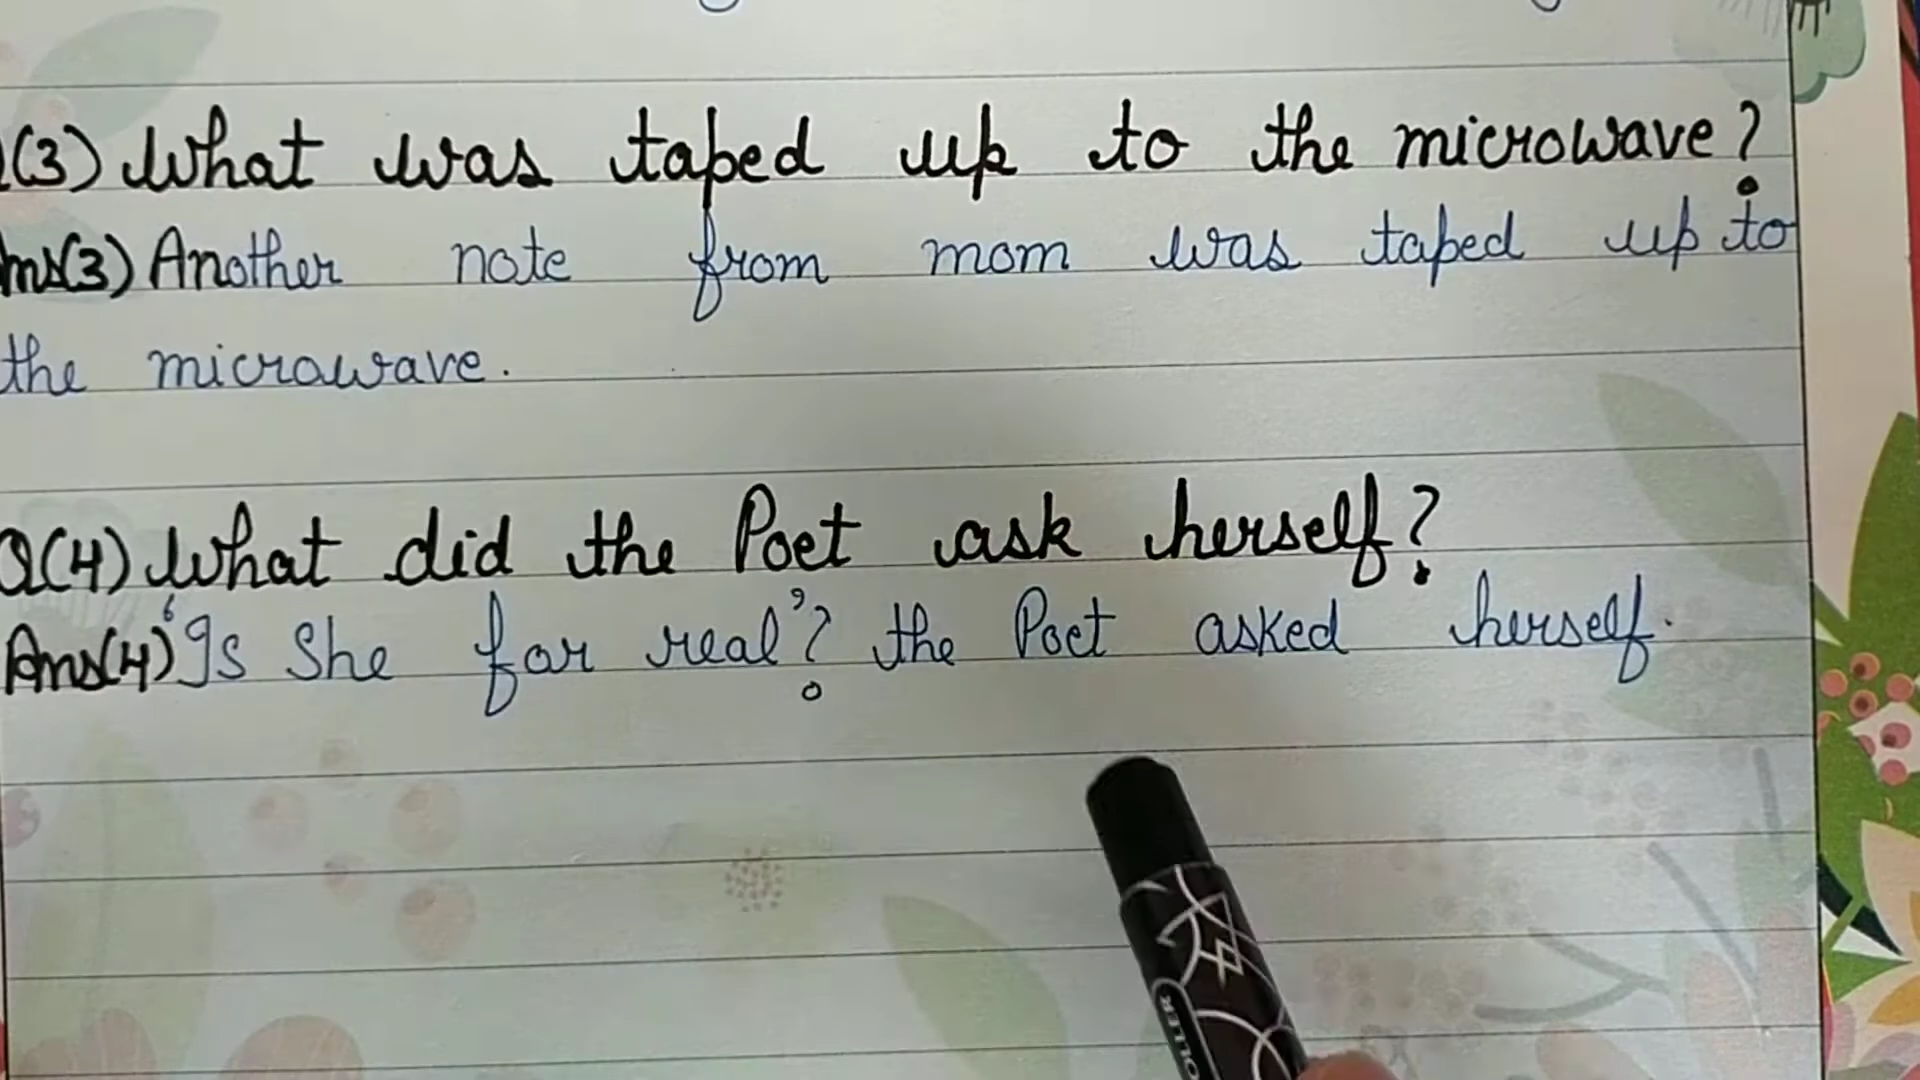 (3) What was taped up to the microwave?
Ans(3) Another note from mom was taped up to
the microwave.
Q(4) What did the Poet ask herself?
Ans(4) 'Is She for real'? the Poet asked herself.